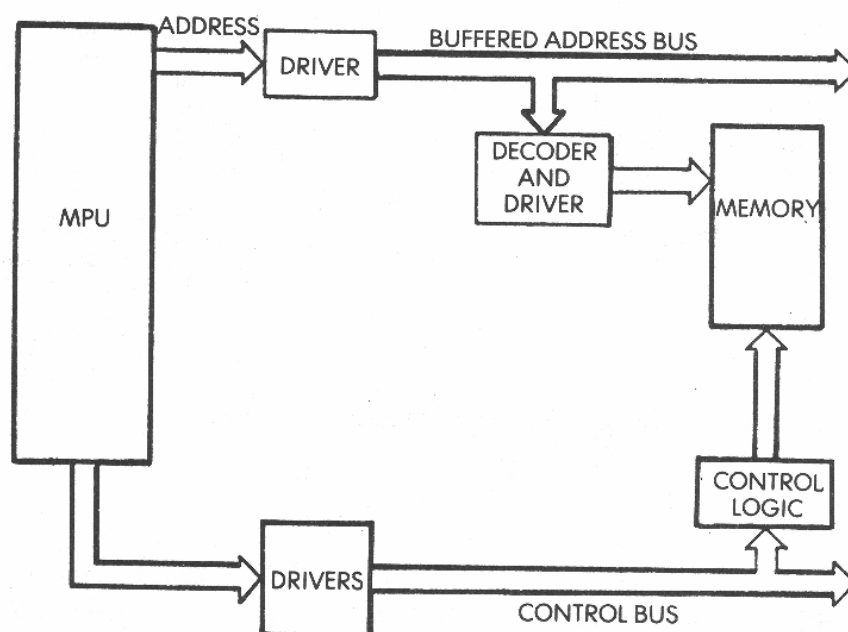 ADDRESS
DRIVER
BUFFERED ADDRESS BUS
DECODER
AND
DRIVER
MPU
MEMORY
CONTROL
LOGIC
DRIVERS
CONTROL BUS